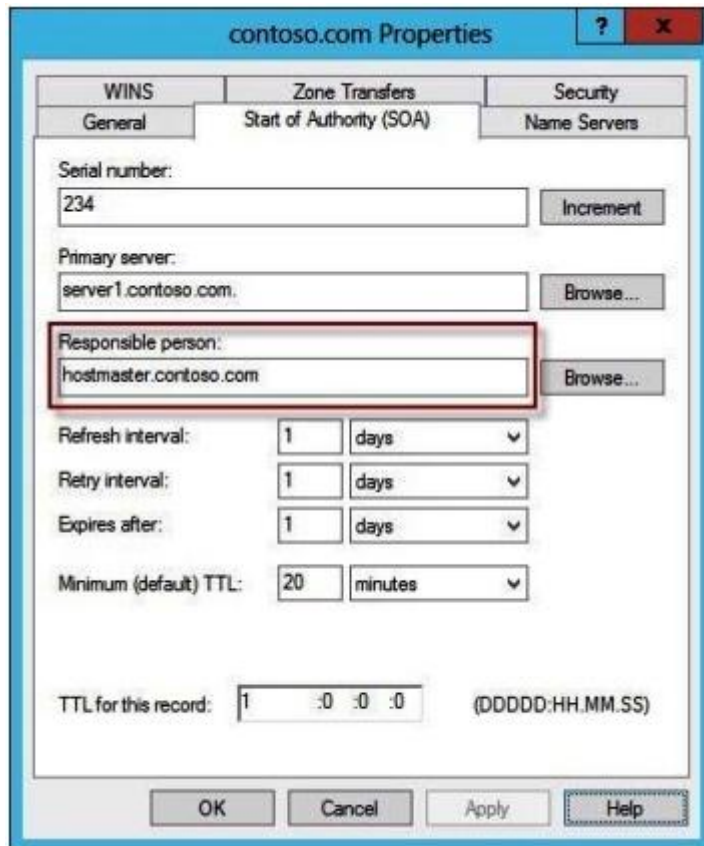 contoso.com Properties
? x
WINS Zone Transfers Security
General Start of Authority (SOA) Name Servers
Serial number:
234 Increment
Primary server:
server1.contoso.com. Browse...
Responsible person:
hostmaster.contoso.com Browse...
Refresh interval: 1 days
Retry interval: 1 days
Expires after: 1 days
Minimum (default) TTL: 20 minutes
TTL for this record: 1 :0 :0 :0 (DDDDD:HH.MM.SS)
OK Cancel Apply Help